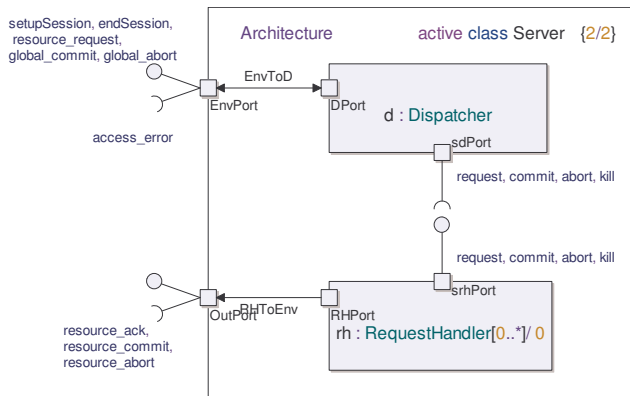 setupSession, endSession,
resource_request,
global_commit, global_abort
Architecture
active class Server {2/2}
EnvToD
EnvPort
DPort
d : Dispatcher
access_error
sdPort
request, commit, abort, kill
request, commit, abort, kill
srhPort
RHToEnv
OutPort
RHPort
rh : RequestHandler[0..*]/ 0
resource_ack,
resource_commit,
resource_abort